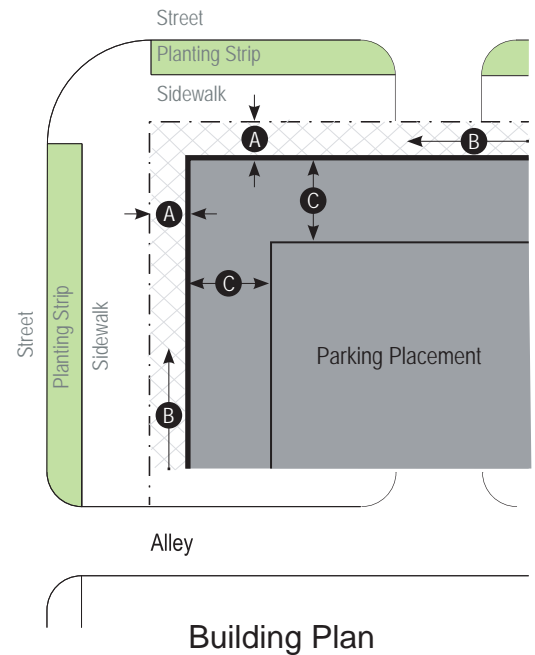 Street
Planting Strip
Sidewalk
A
B
A
C
C
Street
Planting Strip
Sidewalk
Parking Placement
B
Alley
Building Plan